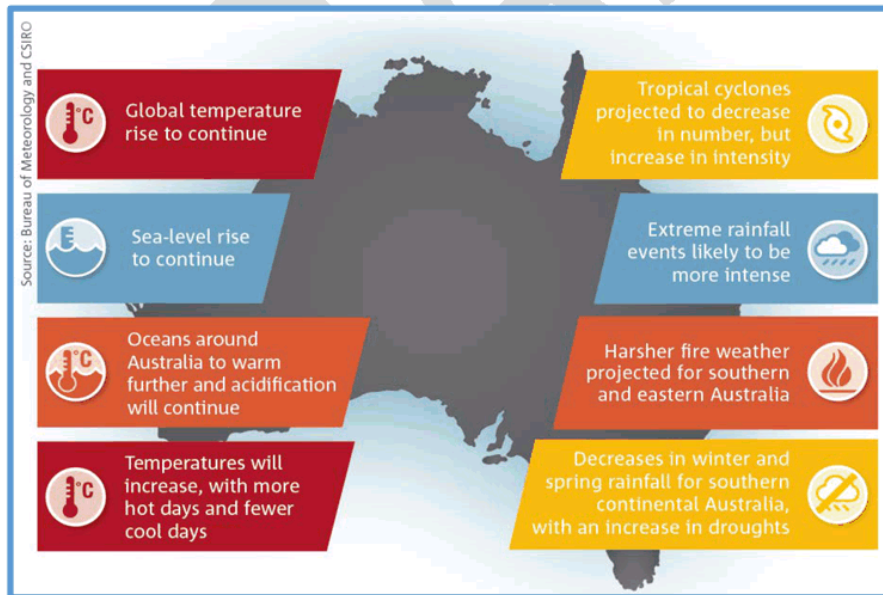 Source: Bureau of Meteorology and CSIRO
°C
Global temperature
rise to continue
Sea-level rise
to continue
°C
Oceans around
Australia to warm
further and acidification
will continue
°C
Temperatures will
increase, with more
hot days and fewer
cool days
Tropical cyclones
projected to decrease
in number, but
increase in intensity
Extreme rainfall
events likely to be
more intense
Harsher fire weather
projected for southern
and eastern Australia
Decreases in winter and
spring rainfall for southern
continental Australia,
with an increase in droughts